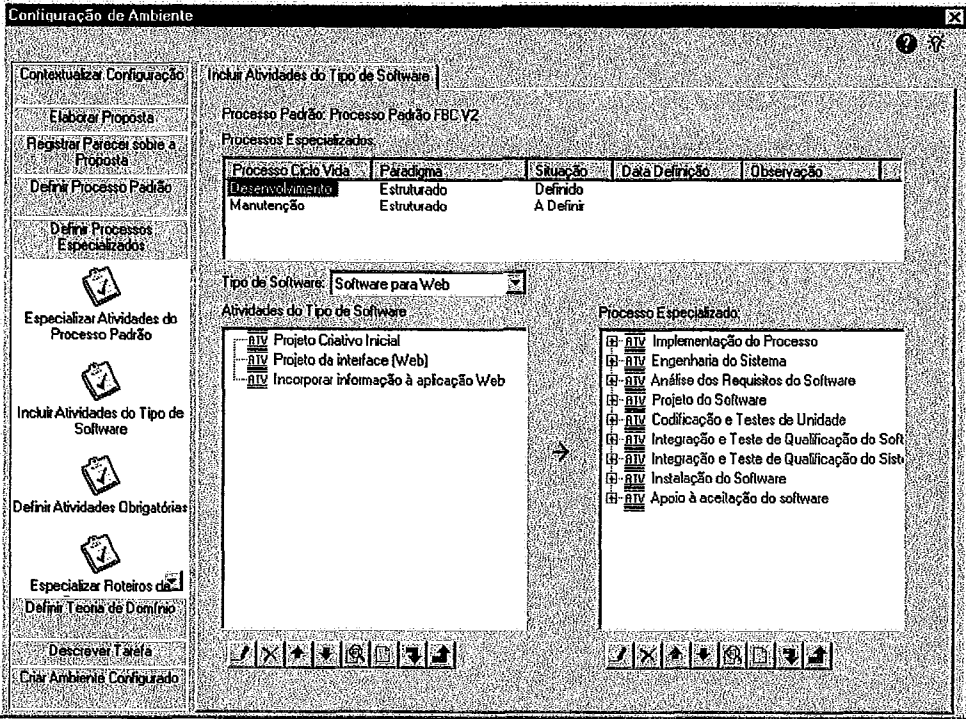 Configuração de Ambiente
Contextualizar Configuração
Elaborar Proposta
Registrar Parecer sobre a
Proposta
Definir Processo Padrão
Definir Processos
Especializados
Especializar Atividades do
Processo Padrão
Incluir Atividades do Tipo de
Software
Definir Atividades Obrigatórias
Especializar Roteiros de
Definir Teoria de Domínio
Descrever Tarefa
Criar Ambiente Configurado
Incluir Atividades do Tipo de Software
Processo Padrão: Processo Padrão FBC V2
Processos Especializados:
Processo Ciclo Vida Paradigma Situação Data Definição Observação
Desenvolvimento Estruturado Definido
Manutenção Estruturado A Definir
Tipo de Software: Software para Web
Atividades do Tipo de Software
ATV Projeto Criativo Inicial
ATV Projeto da interface (Web)
ATV Incorporar informação à aplicação Web
Processo Especializado:
ATV Implementação do Processo
ATV Engenharia do Sistema
ATV Análise dos Requisitos do Software
ATV Projeto do Software
ATV Codificação e Testes de Unidade
ATV Integração e Teste de Qualificação do Soft
ATV Integração e Teste de Qualificação do Sist
ATV Instalação do Software
ATV Apoio à aceitação do software